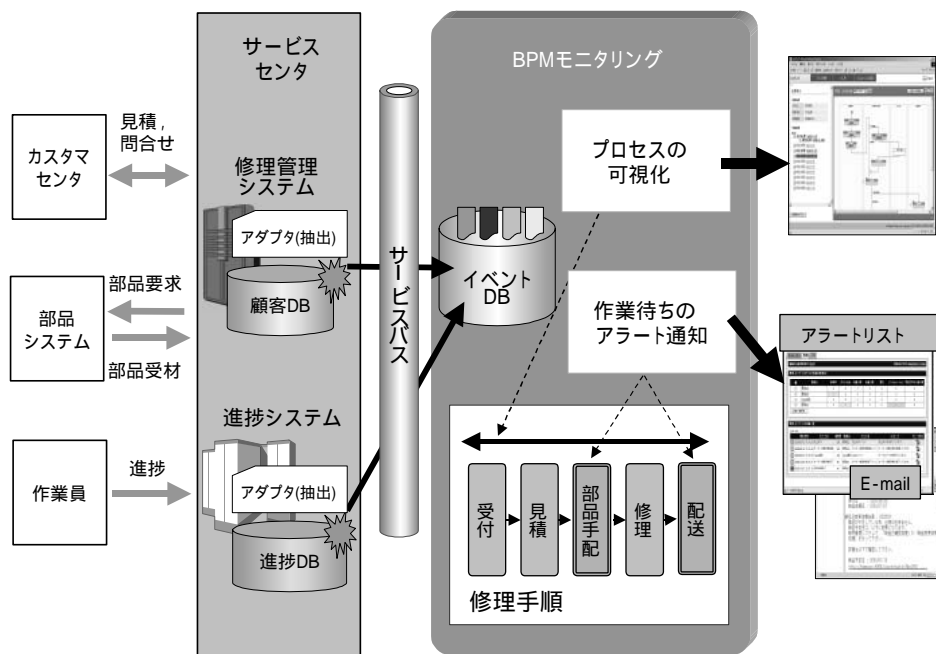 サービス
センタ
BPMモニタリング
見積，
問合せ
カスタマ
センタ
修理管理
システム
アダプタ(抽出)
顧客DB
部品要求
部品
システム
部品受材
サービスバス
イベント
DB
プロセスの
可視化
作業待ちの
アラート通知
アラートリスト
E-mail
進捗システム
進捗
作業員
アダプタ(抽出)
進捗DB
受付
見積
部品手配
修理
配送
修理手順